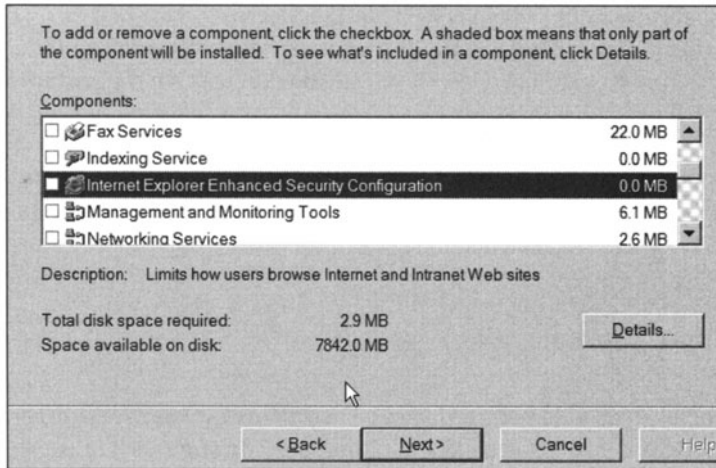 To add or remove a component, click the checkbox. A shaded box means that only part of
the component will be installed. To see what's included in a component, click Details.
Components:
Fax Services 22.0 MB
Indexing Service 0.0 MB
Internet Explorer Enhanced Security Configuration 0.0 MB
Management and Monitoring Tools 6.1 MB
Networking Services 2.6 MB
Description: Limits how users browse Internet and Intranet Web sites
Total disk space required: 2.9 MB
Space available on disk: 7842.0 MB
Details...
< Back Next > Cancel Help